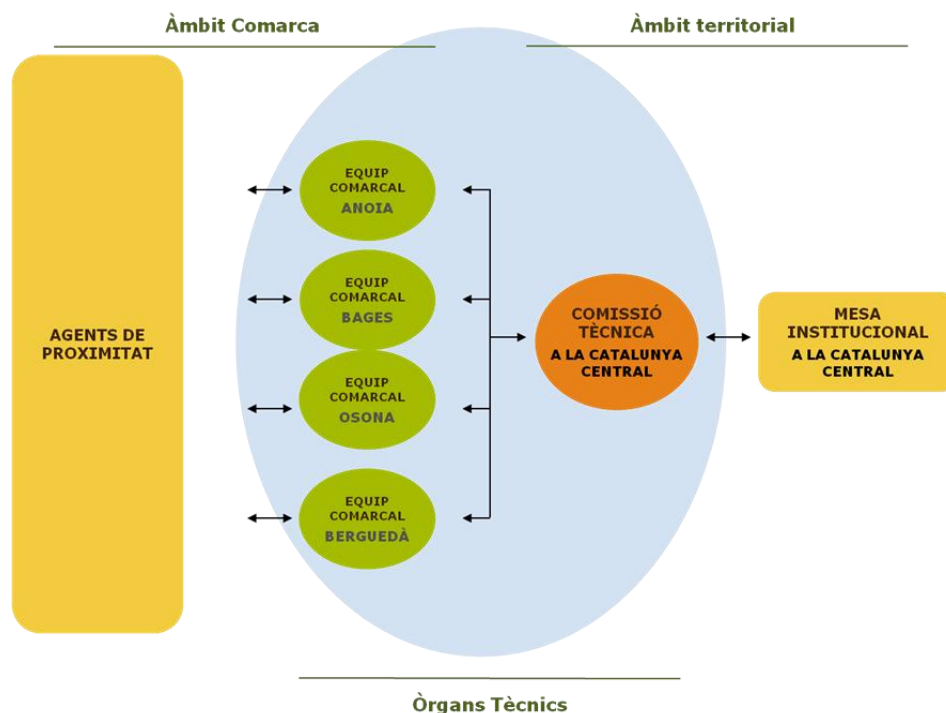 Àmbit Comarca
Àmbit territorial
AGENTS DE
PROXIMITAT
EQUIP
COMARCAL
ANOIA
EQUIP
COMARCAL
BAGES
EQUIP
COMARCAL
OSONA
EQUIP
COMARCAL
BERGUEDÀ
COMISSIÓ
TÈCNICA
A LA CATALUNYA
CENTRAL
MESA
INSTITUCIONAL
A LA CATALUNYA
CENTRAL
Òrgans Tècnics